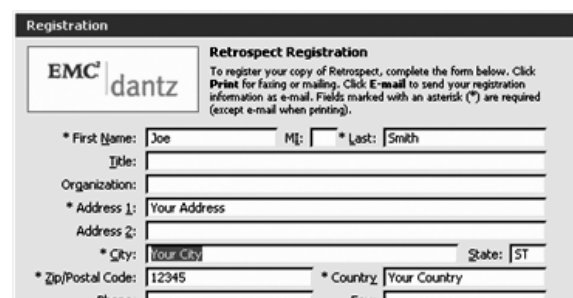 Registration
EMC² dantz
Retrospect Registration
To register your copy of Retrospect, complete the form below. Click
Print for faxing or mailing. Click E-mail to send your registration
information as e-mail. Fields marked with an asterisk (*) are required
(except e-mail when printing).
* First Name: Joe MI: * Last: Smith
Title:
Organization:
* Address 1: Your Address
Address 2:
* City: Your City State: ST
* Zip/Postal Code: 12345 * Country Your Country